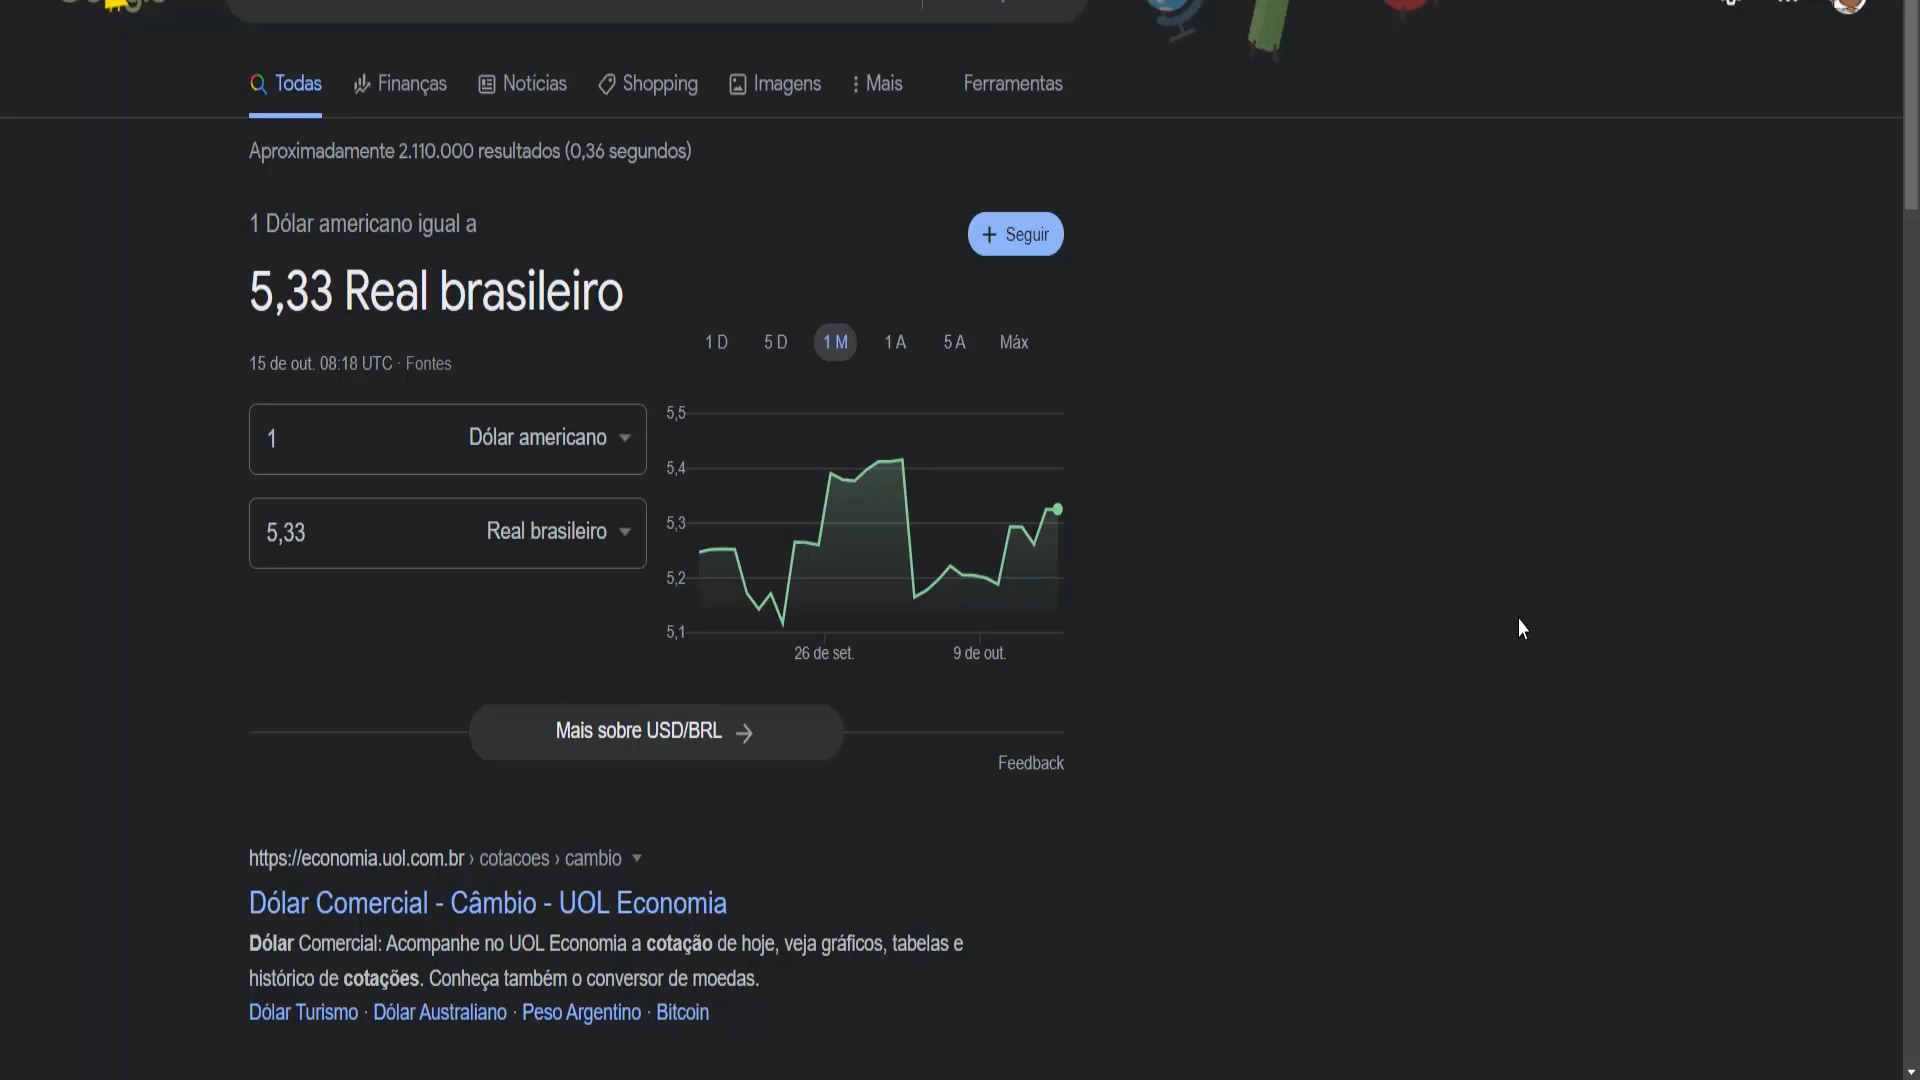 Todas Finanças Notícias Shopping Imagens Mais Ferramentas
Aproximadamente 2.110.000 resultados (0,36 segundos)
1 Dólar americano igual a
+ Seguir
5,33 Real brasileiro
15 de out. 08:18 UTC · Fontes
1 Dólar americano
5,33 Real brasileiro
1 D 5 D 1 M 1 A 5 A Máx
5,5
5,4
5,3
5,2
5,1
26 de set. 9 de out.
Mais sobre USD/BRL
Feedback
https://economia.uol.com.br › cotacoes › cambio
Dólar Comercial - Câmbio - UOL Economia
Dólar Comercial: Acompanhe no UOL Economia a cotação de hoje, veja gráficos, tabelas e
histórico de cotações. Conheça também o conversor de moedas.
Dólar Turismo · Dólar Australiano · Peso Argentino · Bitcoin